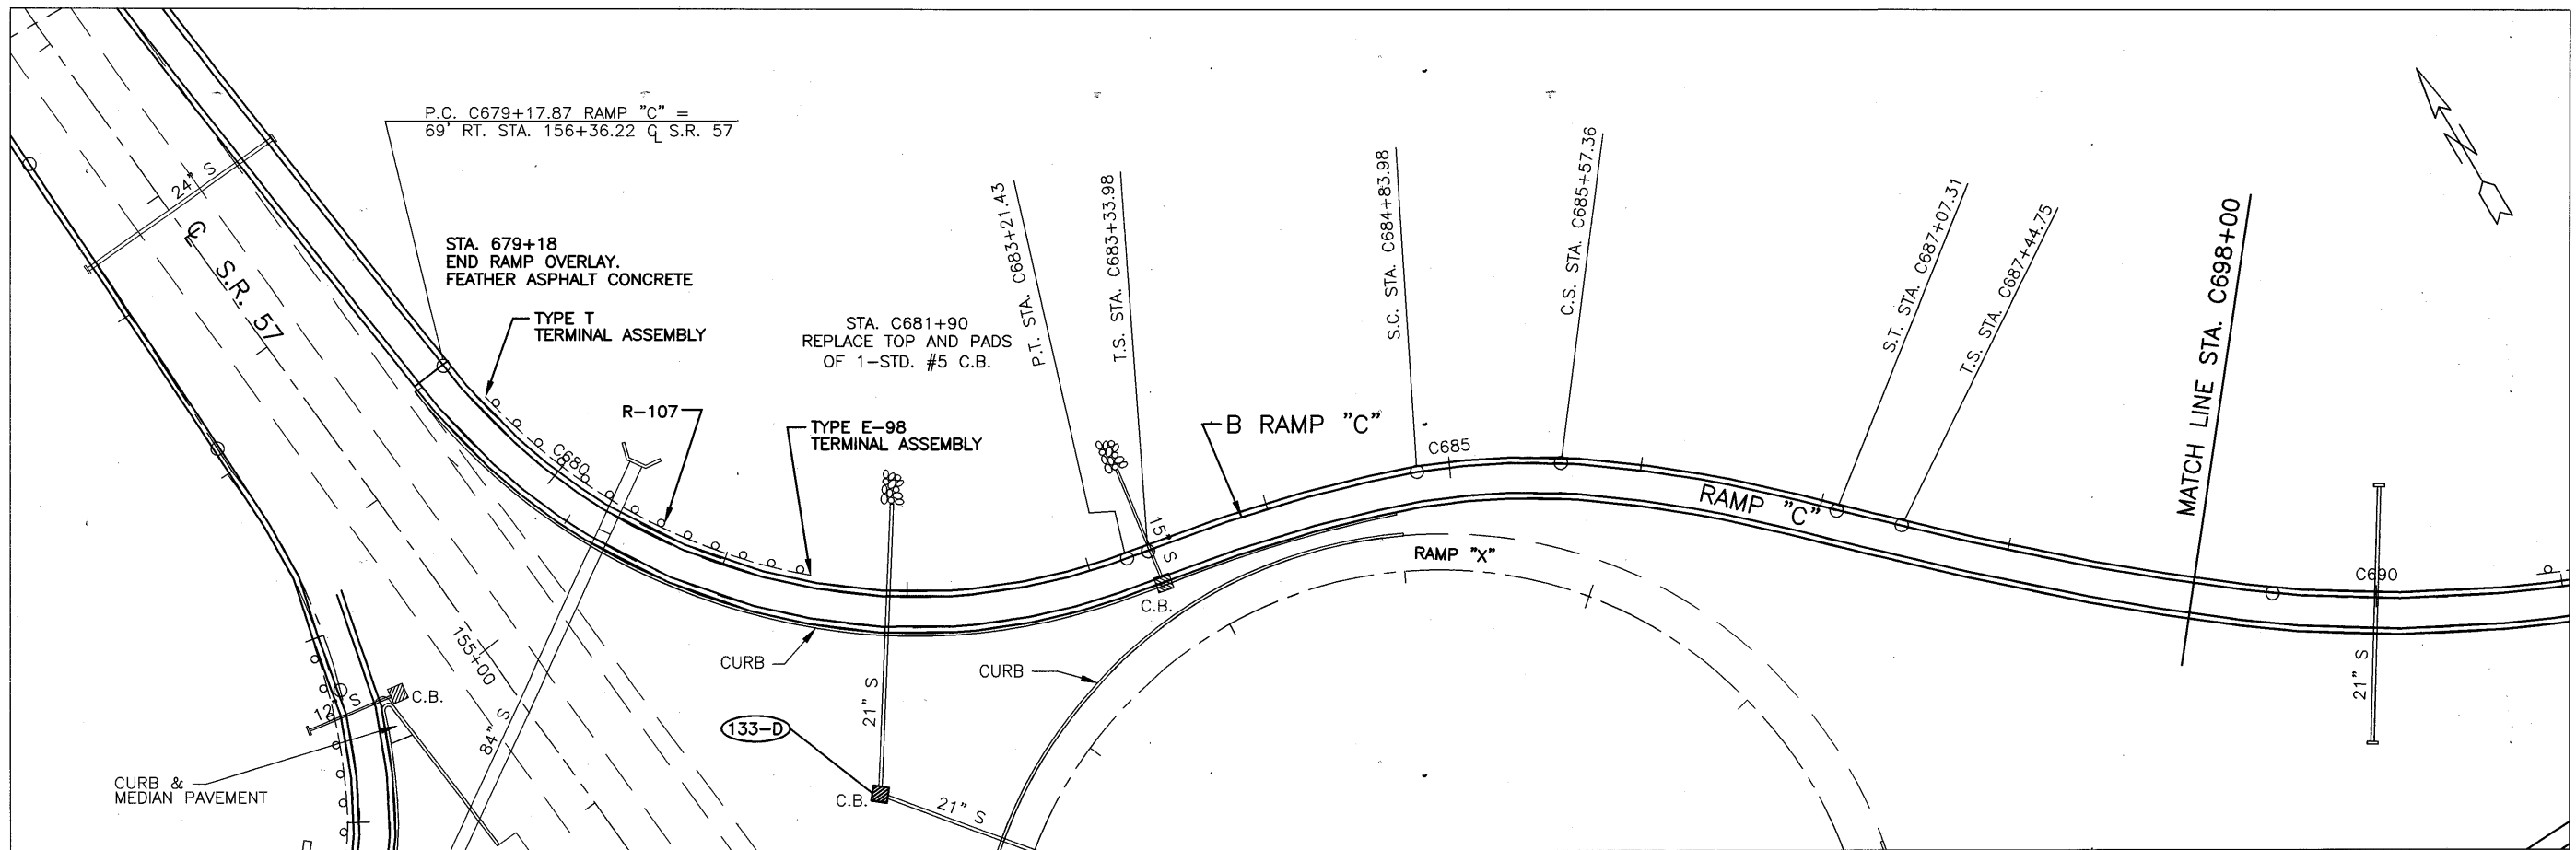 P.C. C679+17.87 RAMP "C" =
69' RT. STA. 156+36.22 ℄ S.R. 57
24" S
℄ S.R. 57
STA. 679+18
END RAMP OVERLAY.
FEATHER ASPHALT CONCRETE
TYPE T
TERMINAL ASSEMBLY
R-107
STA. C681+90
REPLACE TOP AND PADS
OF 1-STD. #5 C.B.
TYPE E-98
TERMINAL ASSEMBLY
P.T. STA. C683+21.43
T.S. STA. C683+33.98
S.C. STA. C684+83.98
C.S. STA. C685+57.36
S.T. STA. C687+07.31
T.S. STA. C687+44.75
MATCH LINE STA. C698+00
N
B RAMP "C"
C680
C685
RAMP "C"
RAMP "X"
C690
15" S
C.B.
CURB
CURB
21" S
21" S
133-D
C.B.
21" S
155+00
84" S
12" S
C.B.
CURB &
MEDIAN PAVEMENT